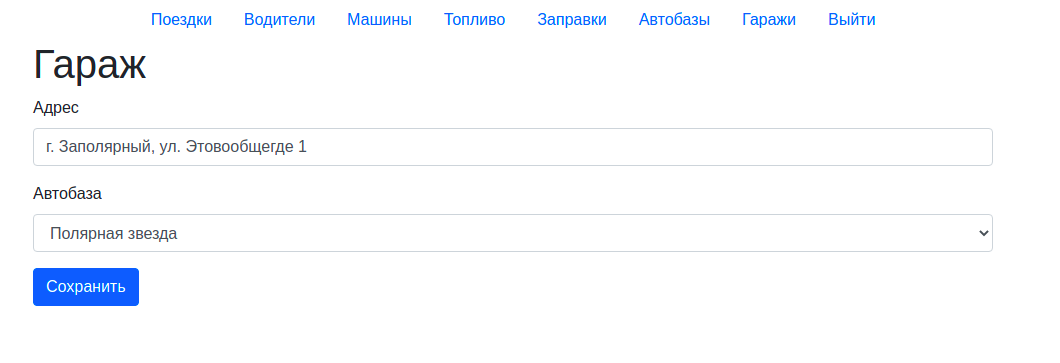 Поездки Водители Машины Топливо Заправки Автобазы Гаражи Выйти
Гараж
Адрес
г. Заполярный, ул. Этовообщегде 1
Автобаза
Полярная звезда
Сохранить